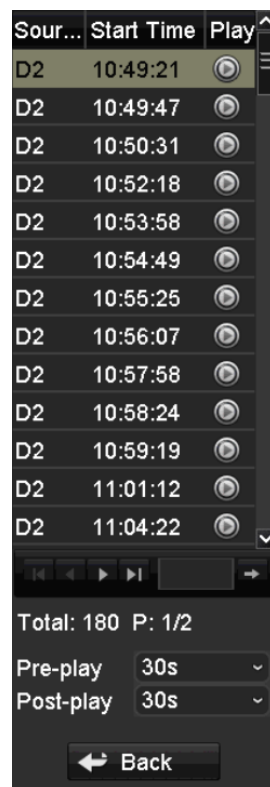 Sour... Start Time Play
D2 10:49:21
D2 10:49:47
D2 10:50:31
D2 10:52:18
D2 10:53:58
D2 10:54:49
D2 10:55:25
D2 10:56:07
D2 10:57:58
D2 10:58:24
D2 10:59:19
D2 11:01:12
D2 11:04:22
Total: 180 P: 1/2
Pre-play 30s
Post-play 30s
Back